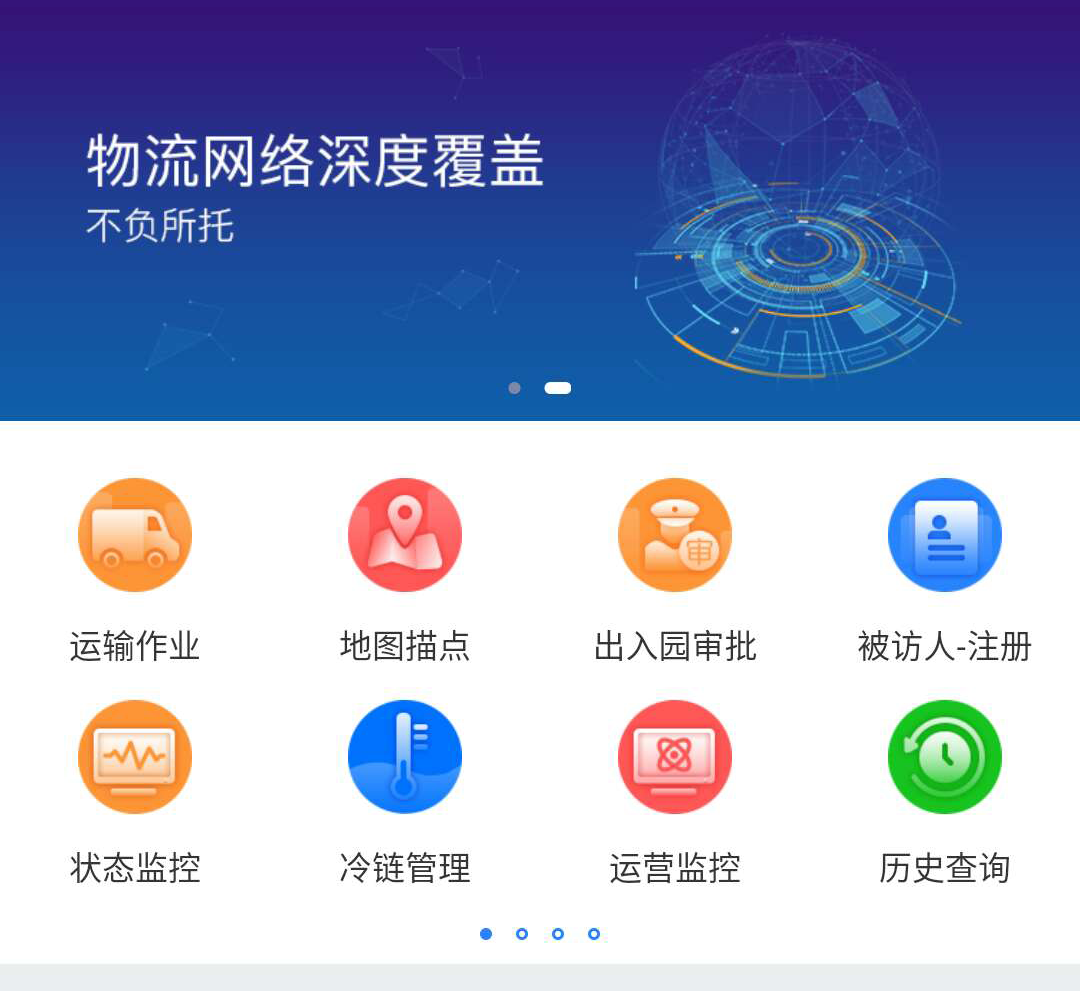 物流网络深度覆盖
不负所托
审
运输作业
地图描点
出入园审批
被访人-注册
状态监控
冷链管理
运营监控
历史查询